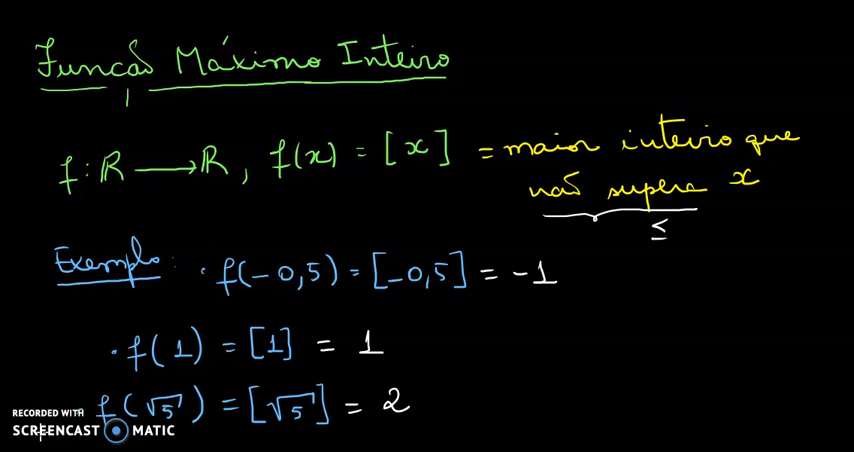 Função Máximo Inteiro
f: ℝ → ℝ, f(x) = [x] = maior inteiro que
não supera x
≤
Exemplo: · f(-0,5) = [-0,5] = -1
· f(1) = [1] = 1
f(√5) = [√5] = 2
RECORDED WITH
SCREENCAST MATIC